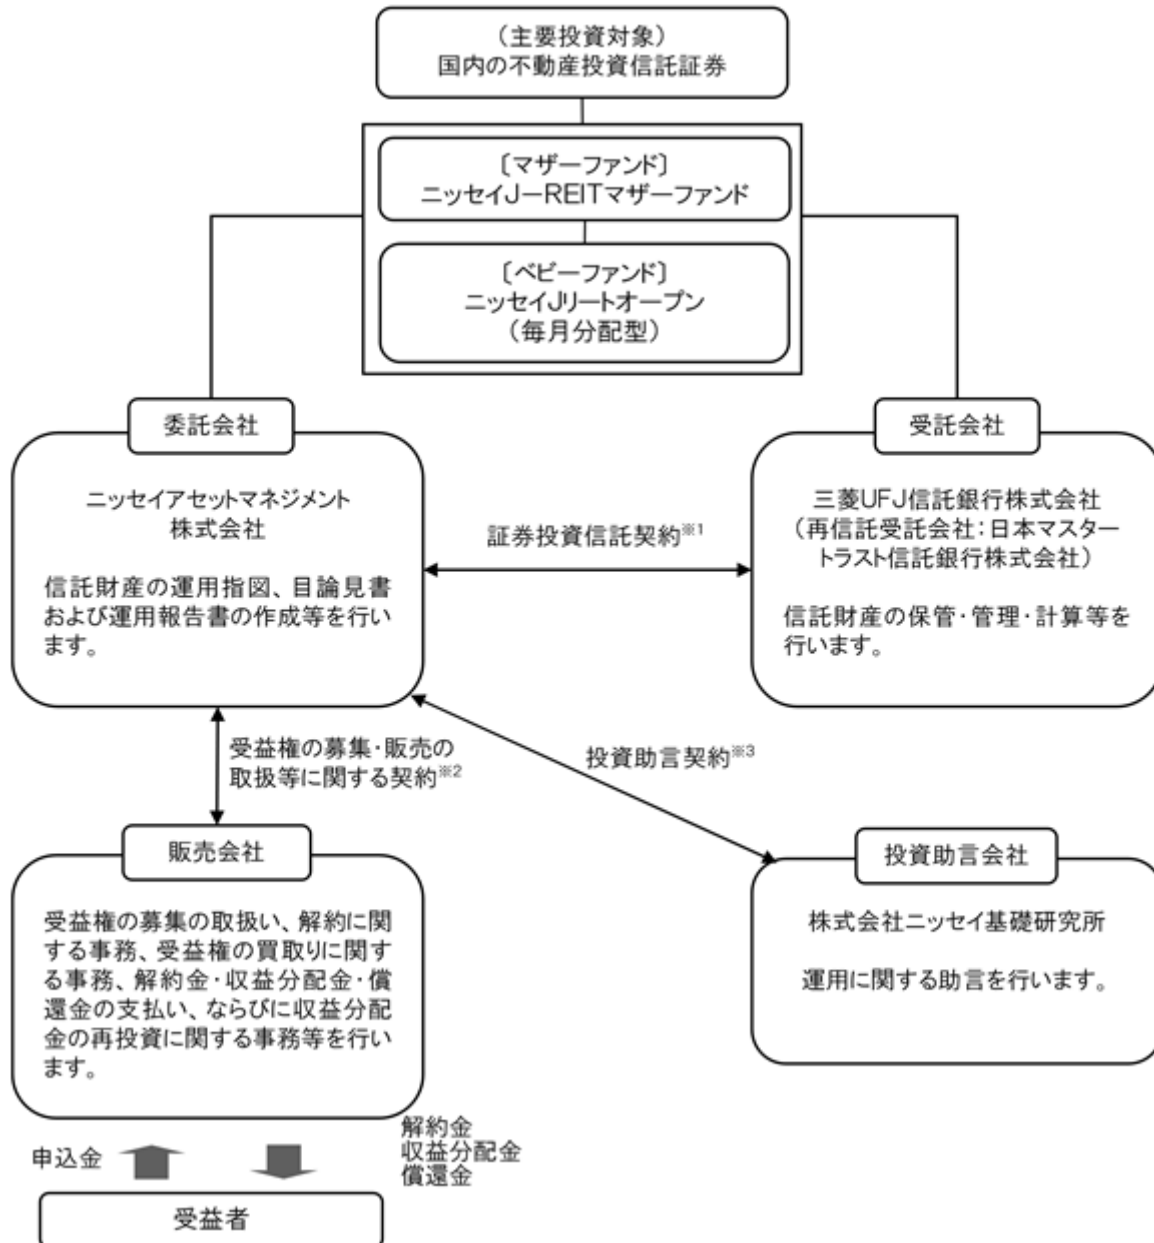 （主要投資対象）
国内の不動産投資信託証券
〔マザーファンド〕
ニッセイJ－REITマザーファンド
〔ベビーファンド〕
ニッセイJリートオープン
（毎月分配型）
委託会社
ニッセイアセットマネジメント
株式会社
信託財産の運用指図、目論見書
および運用報告書の作成等を行い
ます。
証券投資信託契約※1
受託会社
三菱UFJ信託銀行株式会社
（再信託受託会社：日本マスター
トラスト信託銀行株式会社）
信託財産の保管・管理・計算等を
行います。
受益権の募集・販売の
取扱等に関する契約※2
投資助言契約※3
販売会社
受益権の募集の取扱い、解約に関
する事務、受益権の買取りに関す
る事務、解約金・収益分配金・償
還金の支払い、ならびに収益分配
金の再投資に関する事務等を行い
ます。
投資助言会社
株式会社ニッセイ基礎研究所
運用に関する助言を行います。
申込金
解約金
収益分配金
償還金
受益者